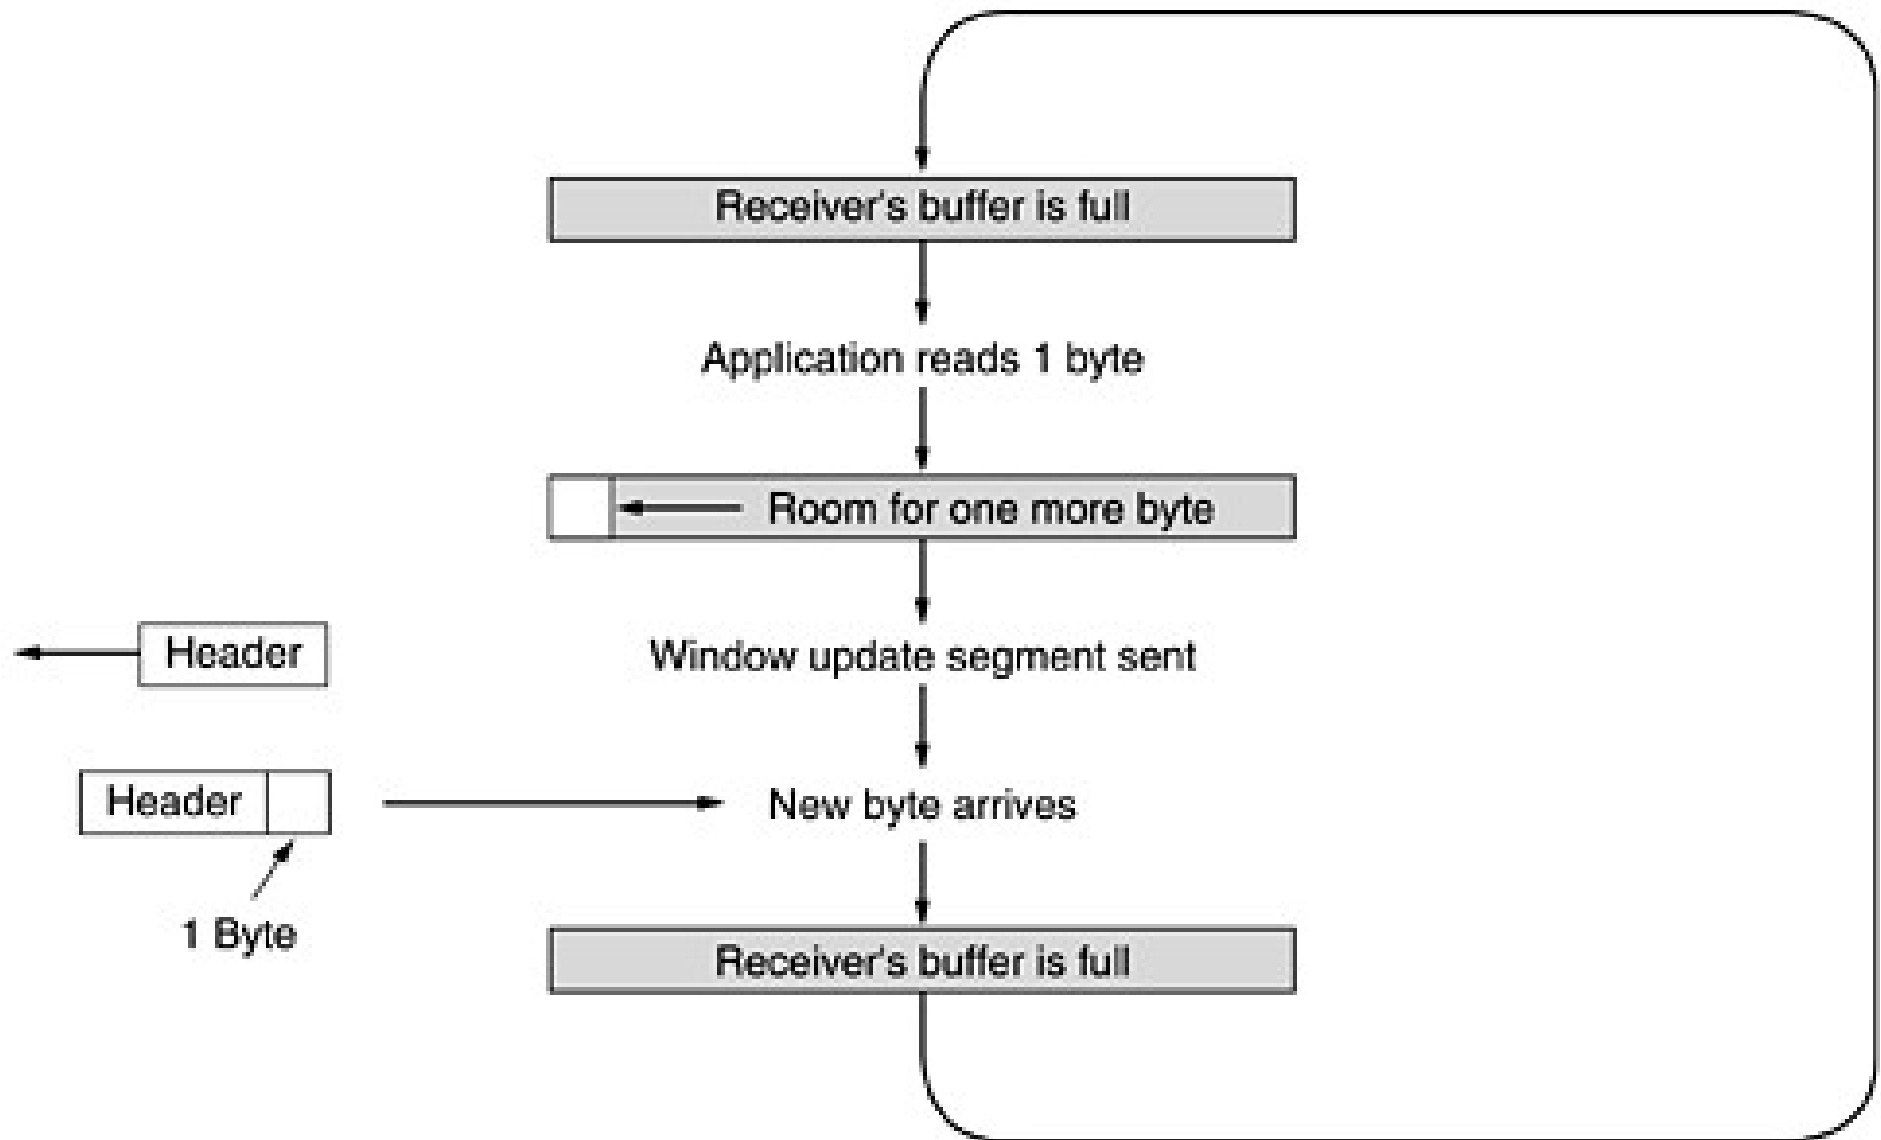 Receiver's buffer is full
Application reads 1 byte
Room for one more byte
Header
Window update segment sent
Header
New byte arrives
1 Byte
Receiver's buffer is full